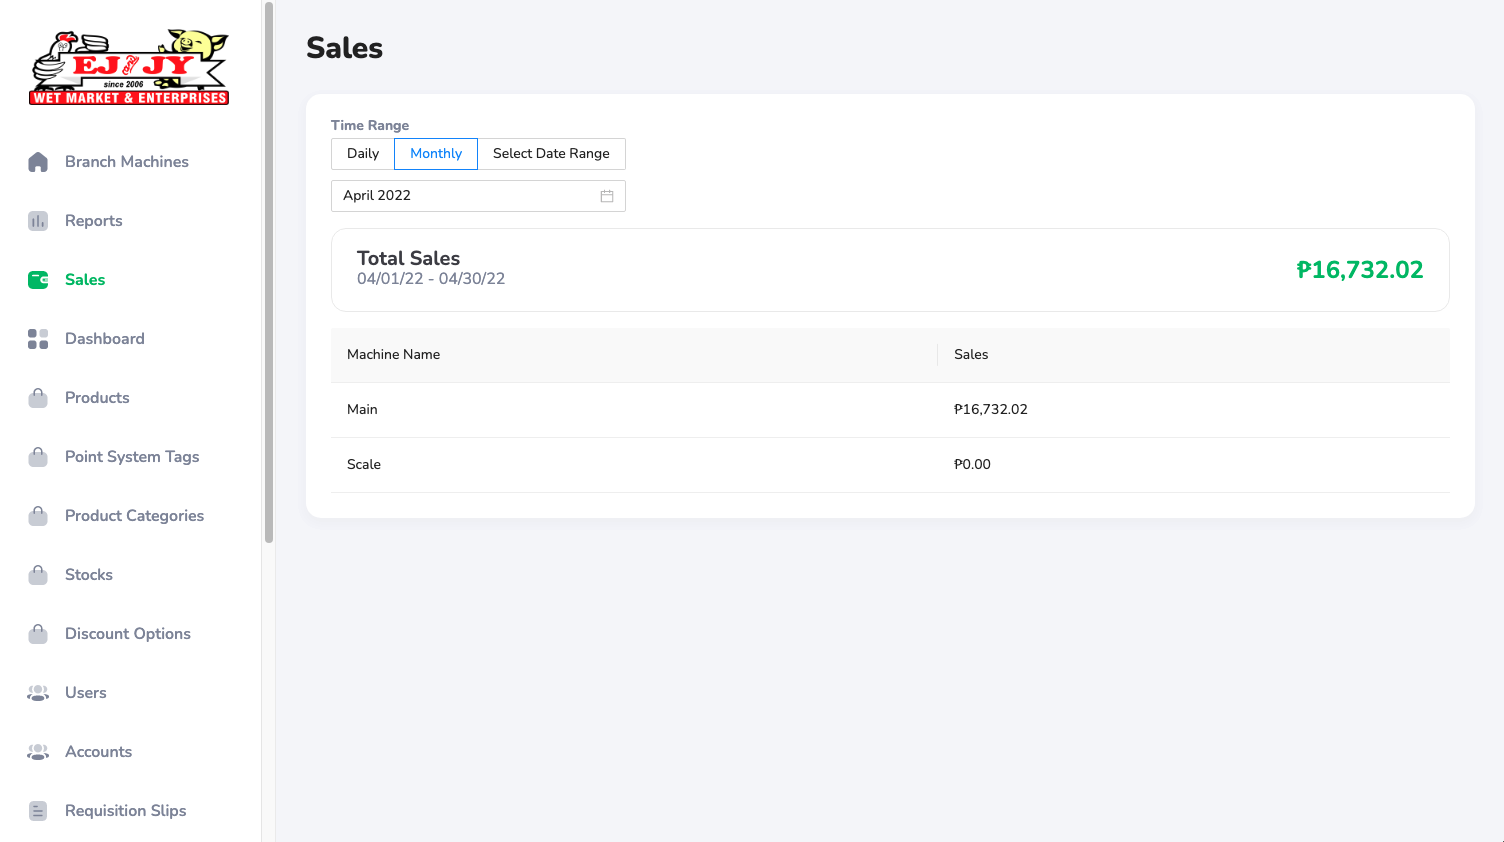 EJ and JY
since 2006
WET MARKET & ENTERPRISES
Branch Machines
Reports
Sales
Dashboard
Products
Point System Tags
Product Categories
Stocks
Discount Options
Users
Accounts
Requisition Slips
Sales
Time Range
Daily Monthly Select Date Range
April 2022
Total Sales
04/01/22 - 04/30/22
₱16,732.02
Machine Name Sales
Main ₱16,732.02
Scale ₱0.00